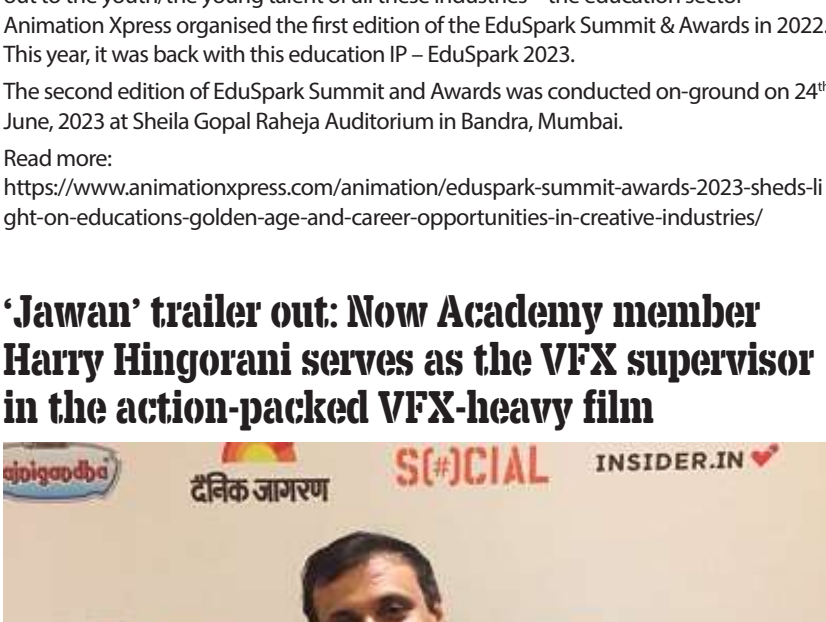 Animation Xpress organised the first edition of the EduSpark Summit & Awards in 2022.
This year, it was back with this education IP – EduSpark 2023.
The second edition of EduSpark Summit and Awards was conducted on-ground on 24th
June, 2023 at Sheila Gopal Raheja Auditorium in Bandra, Mumbai.
Read more:
https://www.animationxpress.com/animation/eduspark-summit-awards-2023-sheds-li
ght-on-educations-golden-age-and-career-opportunities-in-creative-industries/
‘Jawan’ trailer out: Now Academy member
Harry Hingorani serves as the VFX supervisor
in the action-packed VFX-heavy film
दैनिक जागरण
S(#)CIAL
INSIDER.IN